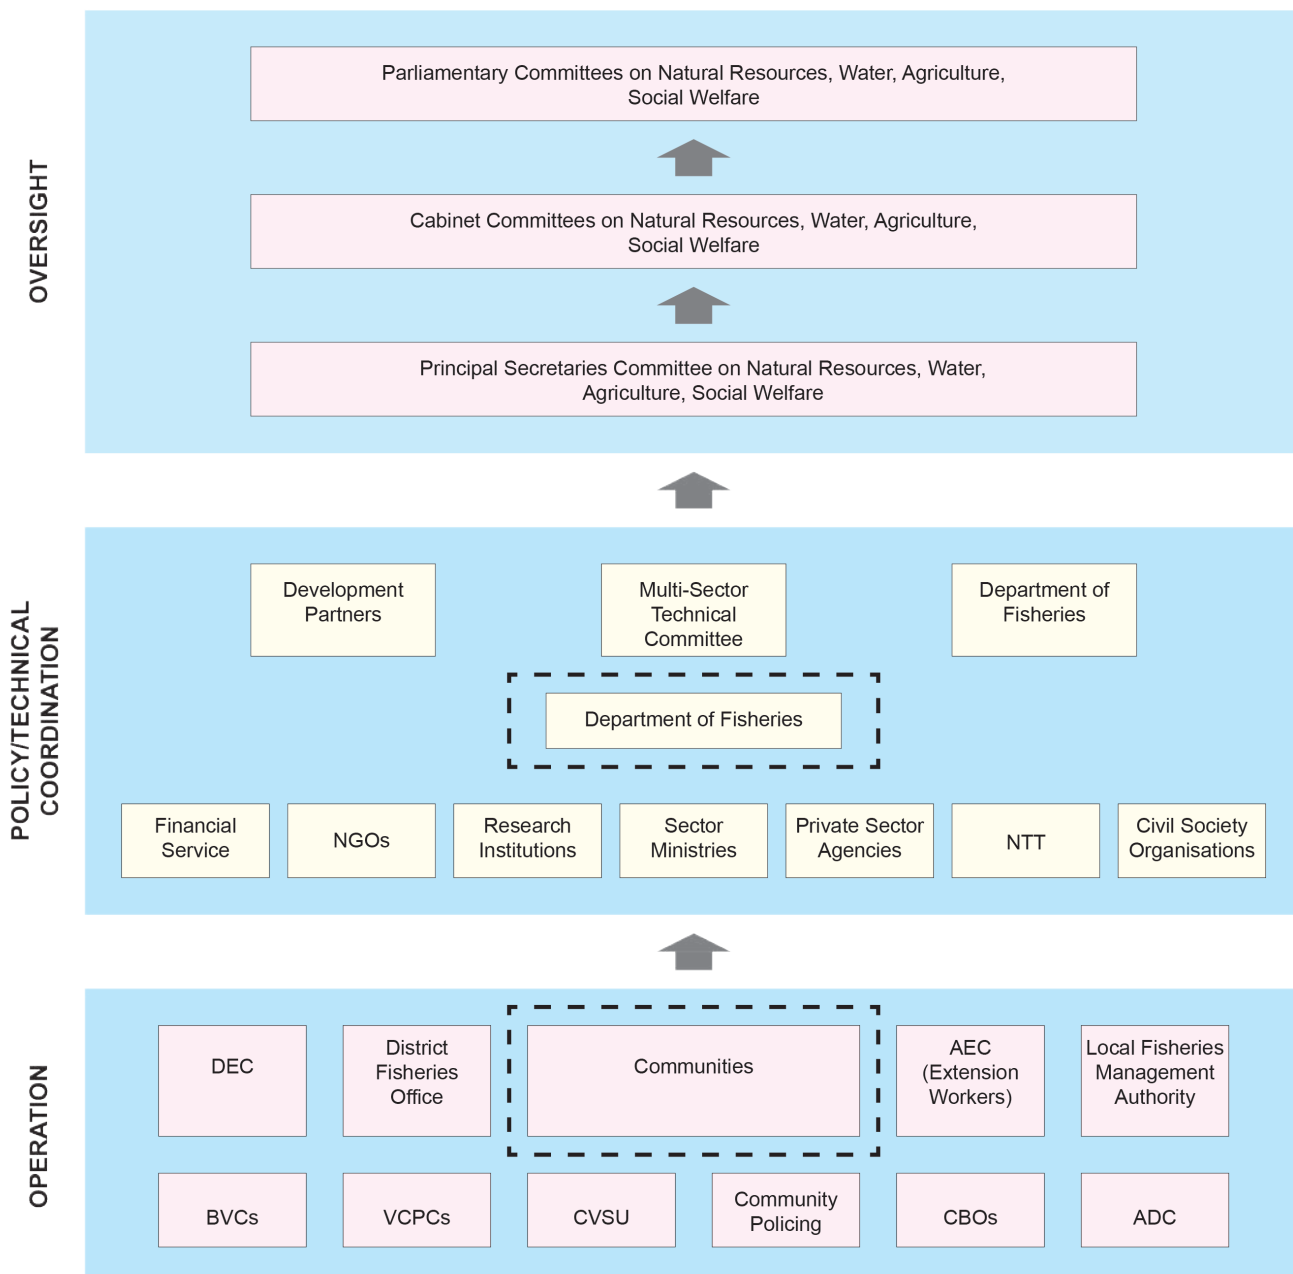 OVERSIGHT
Parliamentary Committees on Natural Resources, Water, Agriculture,
Social Welfare
Cabinet Committees on Natural Resources, Water, Agriculture,
Social Welfare
Principal Secretaries Committee on Natural Resources, Water,
Agriculture, Social Welfare
POLICY/TECHNICAL
COORDINATION
Development
Partners
Multi-Sector
Technical
Committee
Department of
Fisheries
Department of Fisheries
Financial
Service
NGOs
Research
Institutions
Sector
Ministries
Private Sector
Agencies
NTT
Civil Society
Organisations
OPERATION
DEC
District
Fisheries
Office
Communities
AEC
(Extension
Workers)
Local Fisheries
Management
Authority
BVCs
VCPCs
CVSU
Community
Policing
CBOs
ADC